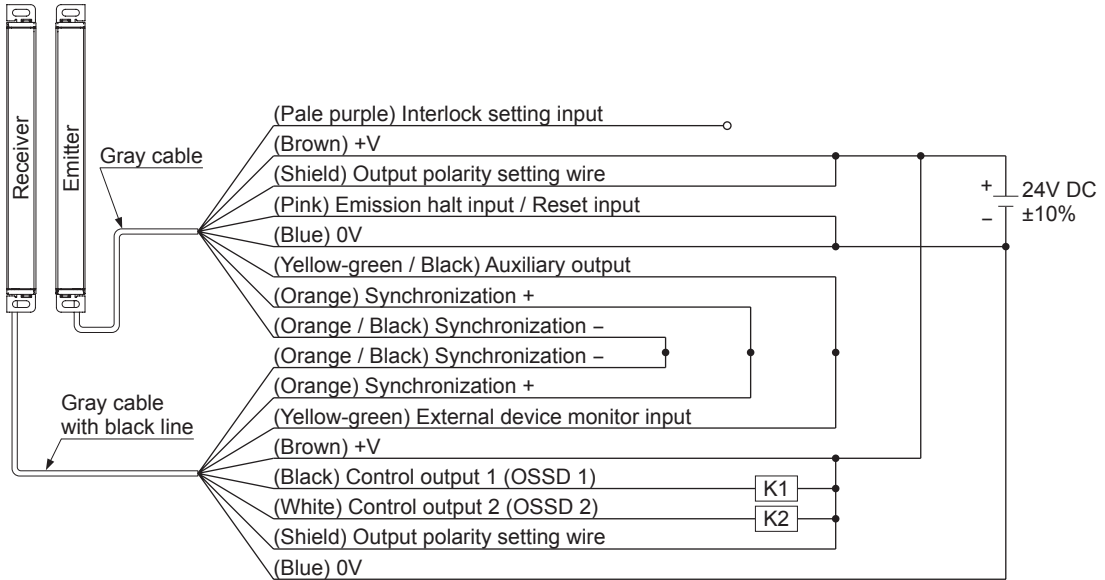 Receiver
Emitter
Gray cable
(Pale purple) Interlock setting input
(Brown) +V
(Shield) Output polarity setting wire
(Pink) Emission halt input / Reset input
(Blue) 0V
(Yellow-green / Black) Auxiliary output
(Orange) Synchronization +
(Orange / Black) Synchronization −
+
−
24V DC
±10%
Gray cable
with black line
(Orange / Black) Synchronization −
(Orange) Synchronization +
(Yellow-green) External device monitor input
(Brown) +V
(Black) Control output 1 (OSSD 1)
K1
(White) Control output 2 (OSSD 2)
K2
(Shield) Output polarity setting wire
(Blue) 0V